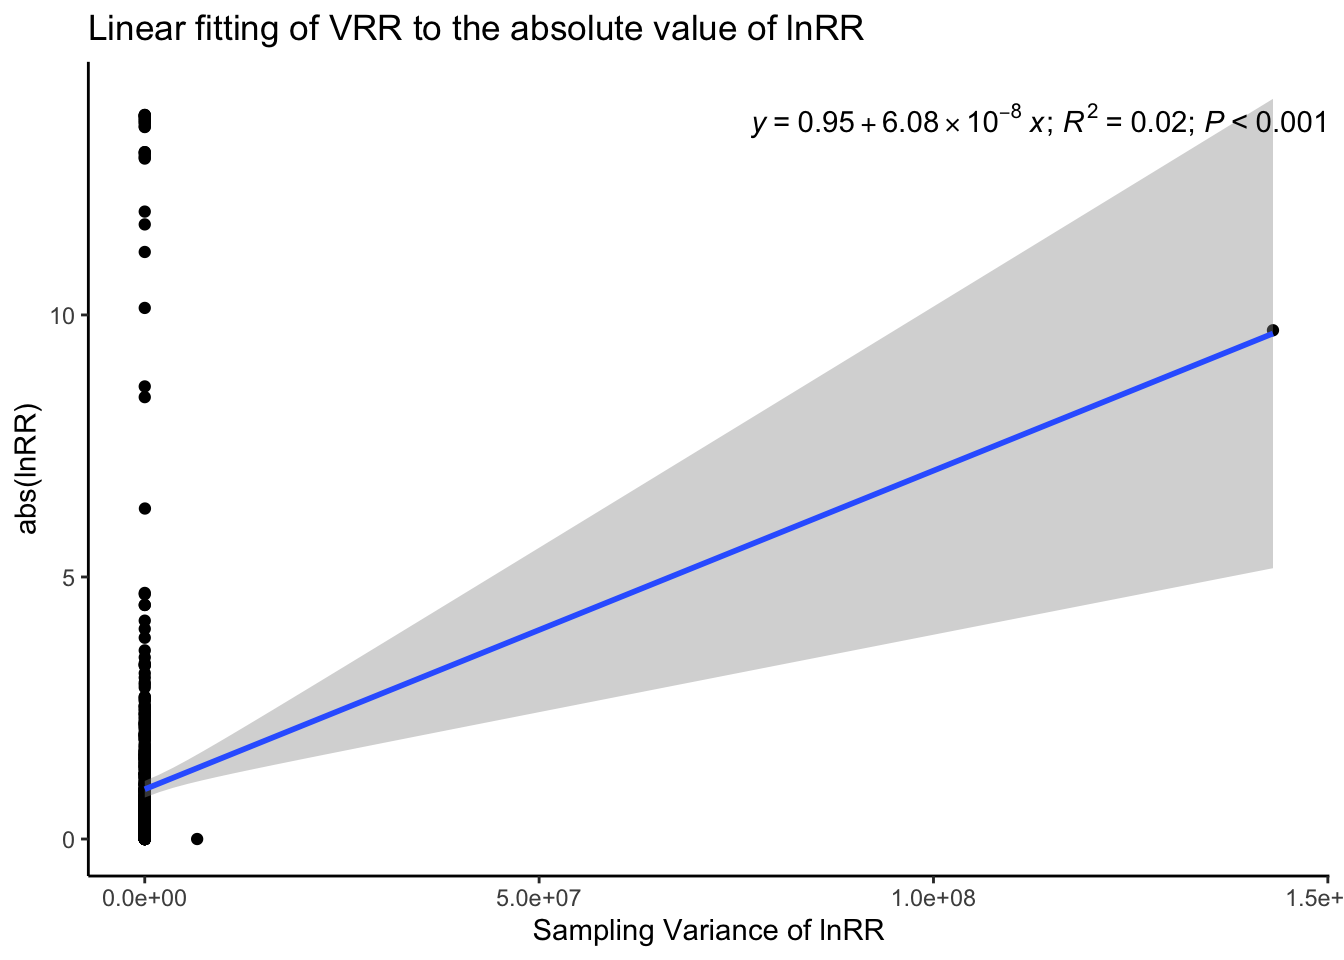 Linear fitting of VRR to the absolute value of lnRR
y = 0.95 + 6.08 × 10⁻⁸ x; R² = 0.02; P < 0.001
abs(lnRR)
10
5
0
0.0e+00 5.0e+07 1.0e+08 1.5e+
Sampling Variance of lnRR